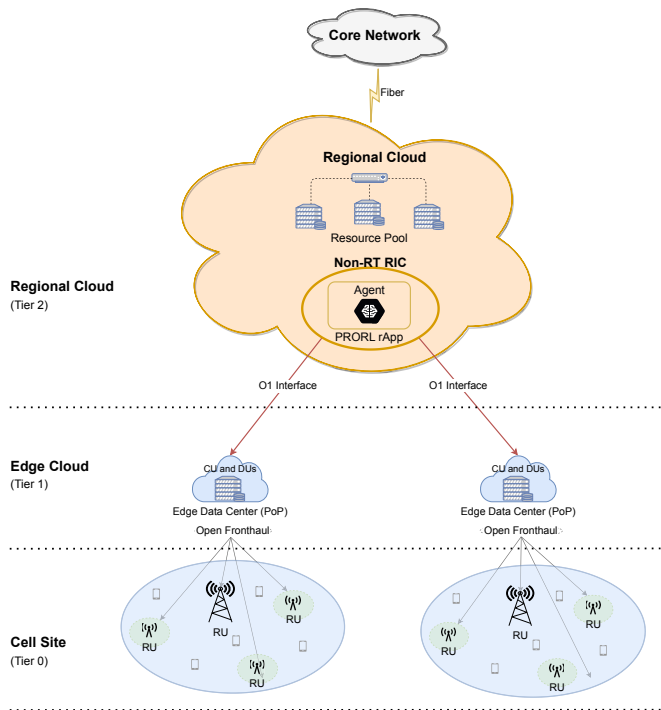 Core Network
Fiber
Regional Cloud
Resource Pool
Non-RT RIC
Agent
PRORL rApp
Regional Cloud
(Tier 2)
O1 Interface
O1 Interface
Edge Cloud
(Tier 1)
CU and DUs
CU and DUs
Edge Data Center (PoP)
Edge Data Center (PoP)
Open Fronthaul
Open Fronthaul
Cell Site
(Tier 0)
RU
RU
RU
RU
RU
RU
RU
RU